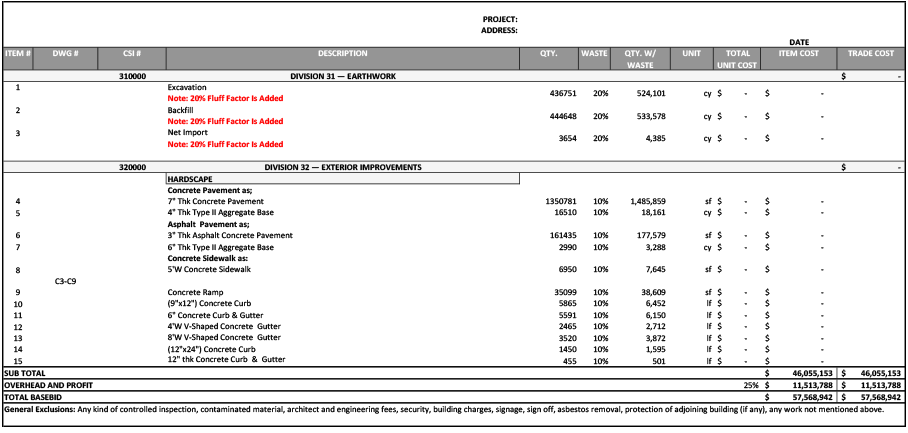 PROJECT:
ADDRESS:
DATE
ITEM # DWG # CSI # DESCRIPTION QTY. WASTE QTY. W/ WASTE UNIT TOTAL UNIT COST ITEM COST TRADE COST
310000 DIVISION 31 — EARTHWORK $ -
1 Excavation 436751 20% 524,101 cy $ - $ -
Note: 20% Fluff Factor Is Added
2 Backfill 444648 20% 533,578 cy $ - $ -
Note: 20% Fluff Factor Is Added
3 Net Import 3654 20% 4,385 cy $ - $ -
Note: 20% Fluff Factor Is Added
320000 DIVISION 32 — EXTERIOR IMPROVEMENTS $ -
HARDSCAPE
Concrete Pavement as;
4 7" Thk Concrete Pavement 1350781 10% 1,485,859 sf $ - $ -
5 4" Thk Type II Aggregate Base 16510 10% 18,161 cy $ - $ -
Asphalt Pavement as;
6 3" Thk Asphalt Concrete Pavement 161435 10% 177,579 sf $ - $ -
7 6" Thk Type II Aggregate Base 2990 10% 3,288 cy $ - $ -
Concrete Sidewalk as:
8 5'W Concrete Sidewalk 6950 10% 7,645 sf $ - $ -
C3-C9
9 Concrete Ramp 35099 10% 38,609 sf $ - $ -
10 (9"x12") Concrete Curb 5865 10% 6,452 lf $ - $ -
11 6" Concrete Curb & Gutter 5591 10% 6,150 lf $ - $ -
12 4'W V-Shaped Concrete Gutter 2465 10% 2,712 lf $ - $ -
13 8'W V-Shaped Concrete Gutter 3520 10% 3,872 lf $ - $ -
14 (12"x24") Concrete Curb 1450 10% 1,595 lf $ - $ -
15 12" thk Concrete Curb & Gutter 455 10% 501 lf $ - $ -
SUB TOTAL $ 46,055,153 $ 46,055,153
OVERHEAD AND PROFIT 25% $ 11,513,788 $ 11,513,788
TOTAL BASEBID $ 57,568,942 $ 57,568,942
General Exclusions: Any kind of controlled inspection, contaminated material, architect and engineering fees, security, building charges, signage, sign off, asbestos removal, protection of adjoining building (if any), any work not mentioned above.